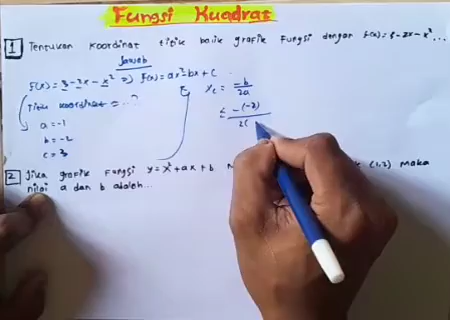 Fungsi Kuadrat
1 Tentukan koordinat titik balik grafik fungsi dengan f(x) = 3 - 2x - x² ...
Jawab
f(x) = 3 - 2x - x² => f(x) = ax² - bx + c
Titik koordinat = ...?
a = -1
b = -2
c = 3
xc = -b/2a
= -(-2)/2(
2 Jika grafik fungsi y = x² + ax + b (1,2) maka
nilai a dan b adalah...